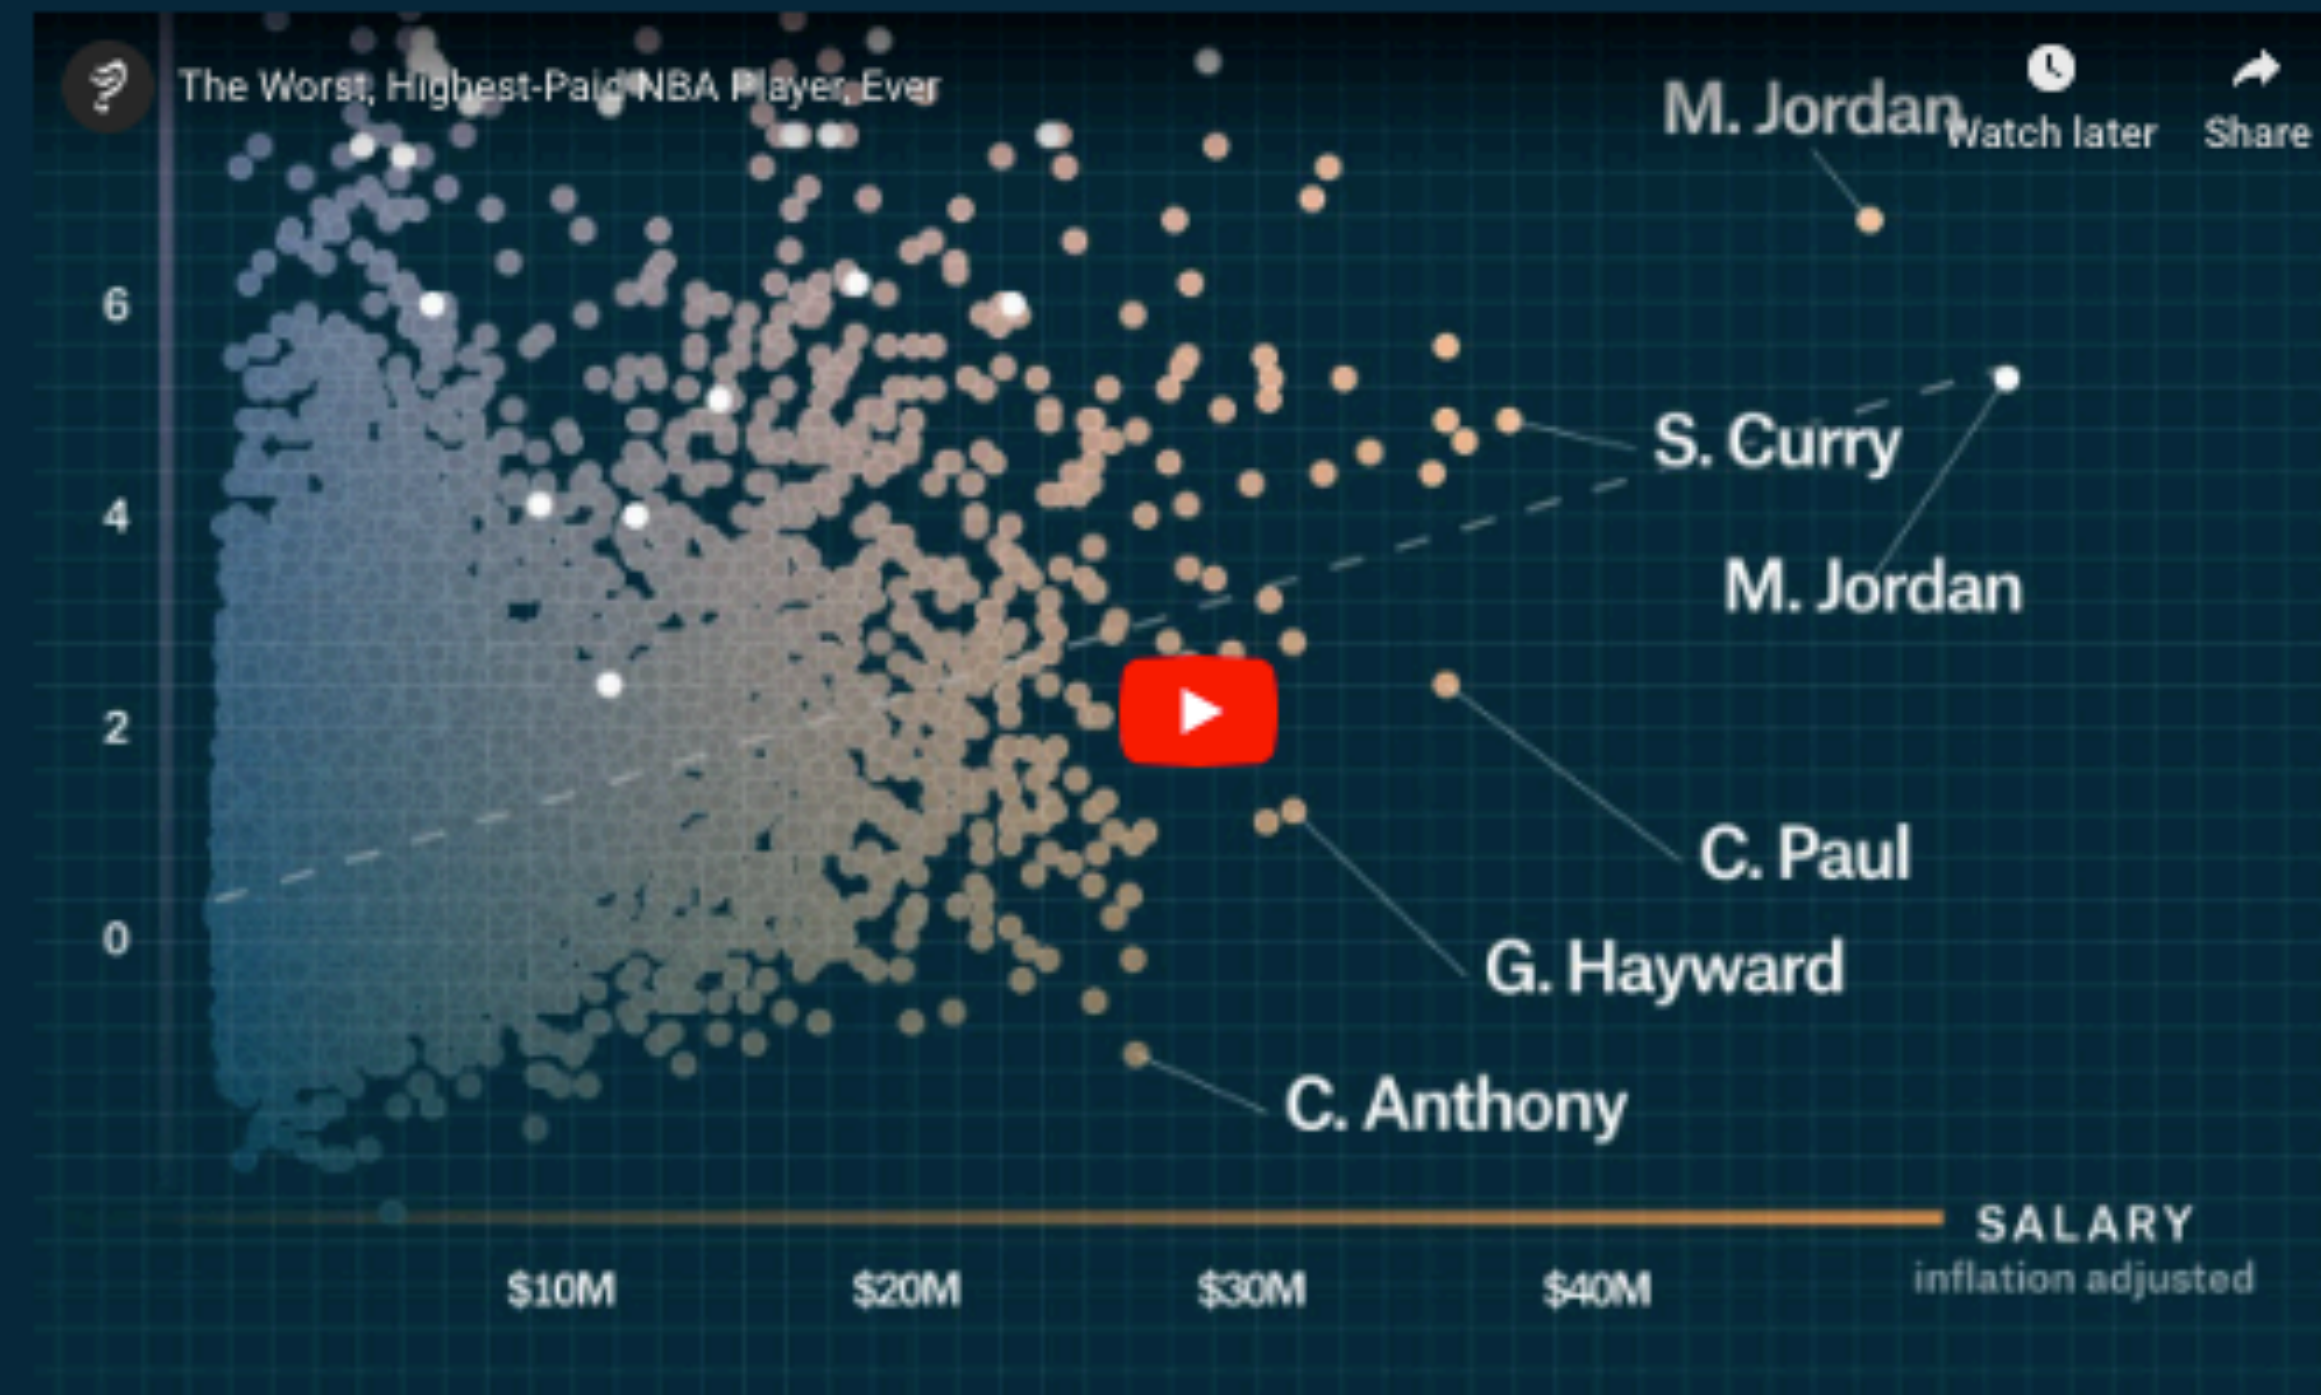 The Worst, Highest-Paid NBA Player, Ever
M. Jordan
Watch later
Share
6
S. Curry
4
M. Jordan
2
C. Paul
0
G. Hayward
C. Anthony
SALARY
inflation adjusted
$10M
$20M
$30M
$40M